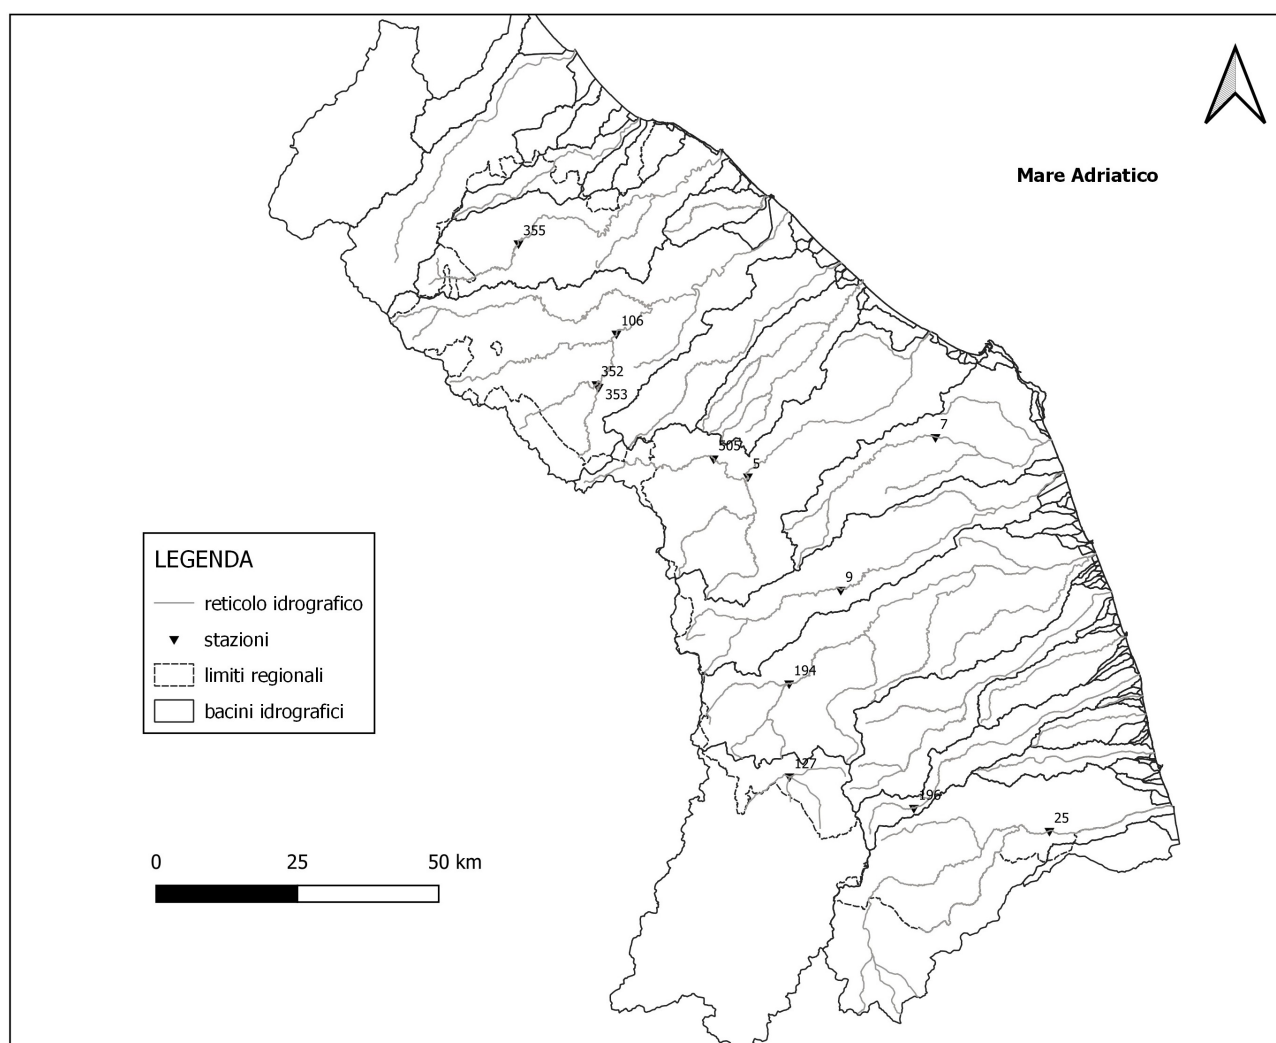 Mare Adriatico
355
106
352
353
7
505
5
9
194
127
196
25
LEGENDA
reticolo idrografico
stazioni
limiti regionali
bacini idrografici
0 25 50 km